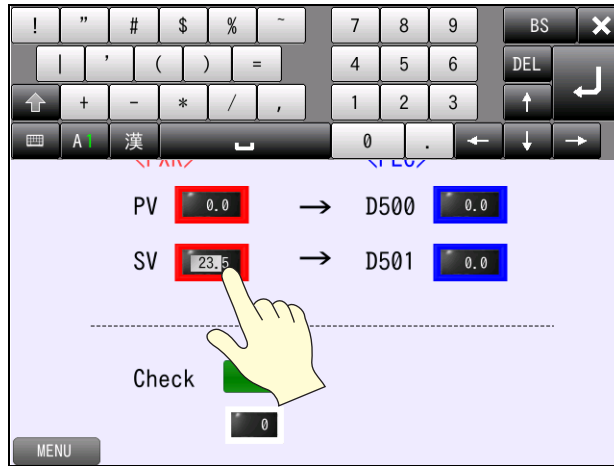 ! ” # $ % ~ 7 8 9 BS ×
| ’ ( ) = 4 5 6 DEL
+ - * / , 1 2 3 ↑
A1 漢 0 . ← ↓ →
PV 0.0 → D500 0.0
SV 23.5 → D501 0.0
Check
0
MENU